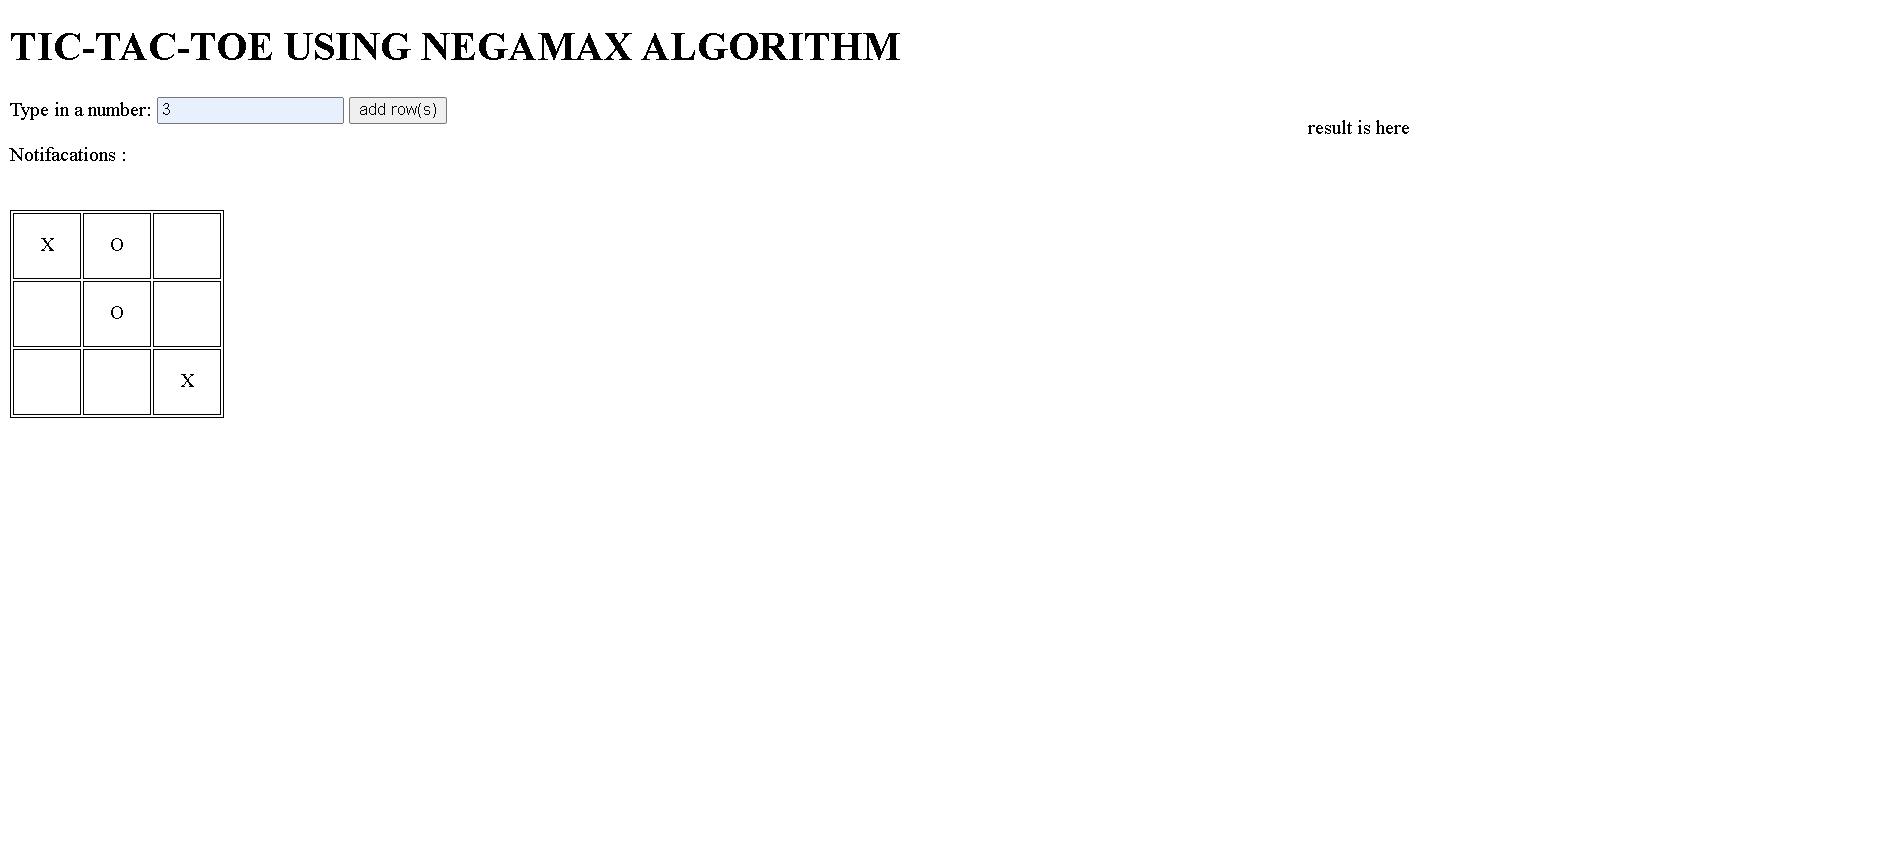 TIC-TAC-TOE USING NEGAMAX ALGORITHM
Type in a number: 3 add row(s)
result is here
Notifacations :
X O
O
X